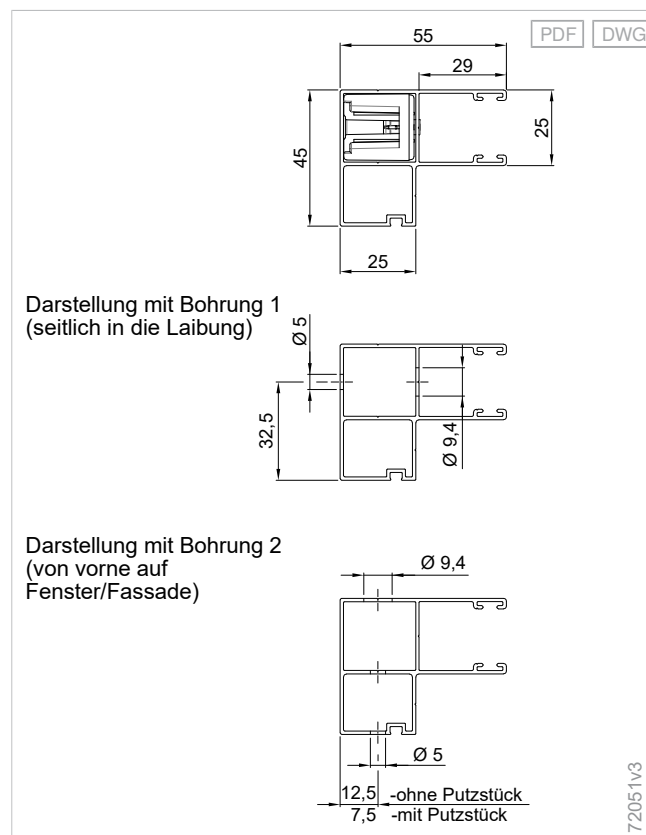 55
PDF DWG
29
45
25
25
Darstellung mit Bohrung 1
(seitlich in die Laibung)
Ø 5
32,5
Ø 9,4
Darstellung mit Bohrung 2
(von vorne auf
Fenster/Fassade)
Ø 9,4
Ø 5
12,5 -ohne Putzstück
7,5 -mit Putzstück
72051v3